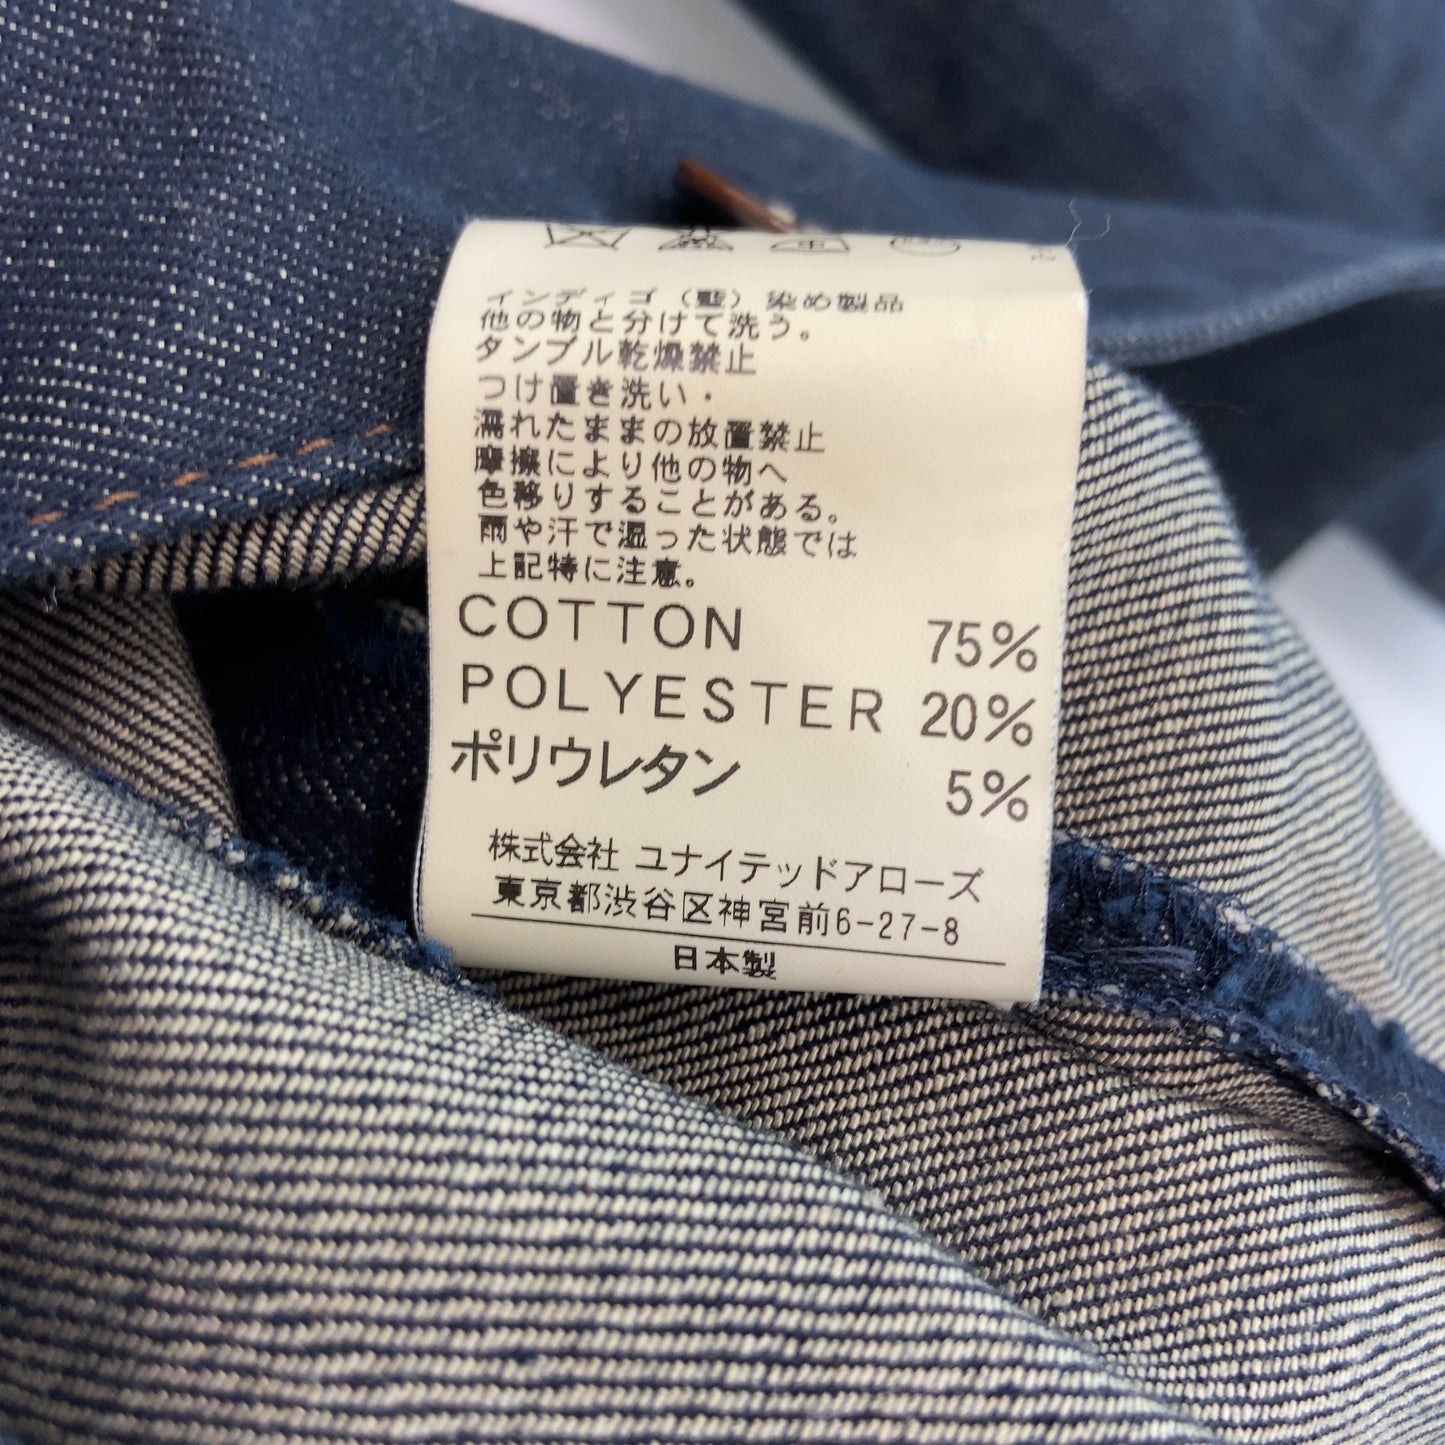 インディゴ（藍）染め製品
他の物と分けて洗う。
タンブル乾燥禁止
つけ置き洗い・
濡れたままの放置禁止
摩擦により他の物へ
色移りすることがある。
雨や汗で湿った状態では
上記特に注意。
COTTON 75%
POLYESTER 20%
ポリウレタン 5%
株式会社 ユナイテッドアローズ
東京都渋谷区神宮前6-27-8
日本製